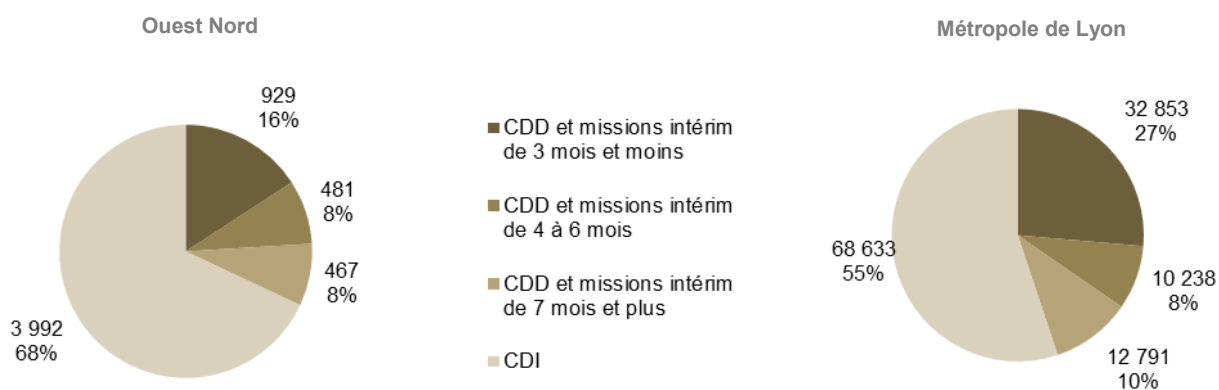 Ouest Nord
929
16%
481
8%
467
8%
3 992
68%
CDD et missions intérim
de 3 mois et moins
CDD et missions intérim
de 4 à 6 mois
CDD et missions intérim
de 7 mois et plus
CDI
Métropole de Lyon
32 853
27%
10 238
8%
12 791
10%
68 633
55%